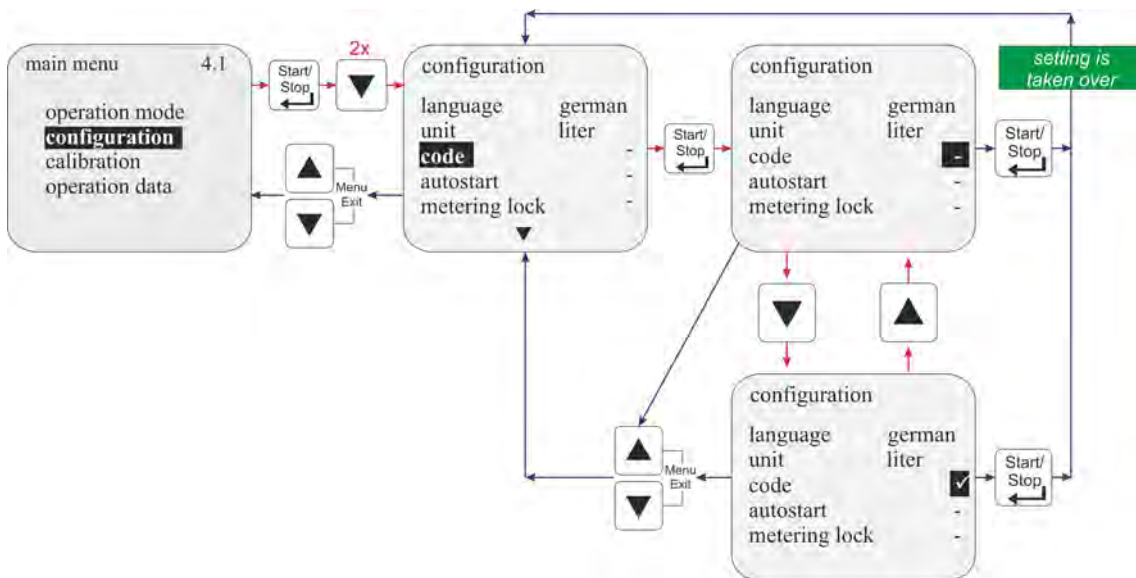 main menu 4.1
operation mode
configuration
calibration
operation data
Start/
Stop
2x
Menu
Exit
configuration
language german
unit liter
code -
autostart -
metering lock -
Start/
Stop
configuration
language german
unit liter
code -
autostart -
metering lock -
Start/
Stop
setting is
taken over
Menu
Exit
configuration
language german
unit liter
code ✓
autostart -
metering lock -
Start/
Stop